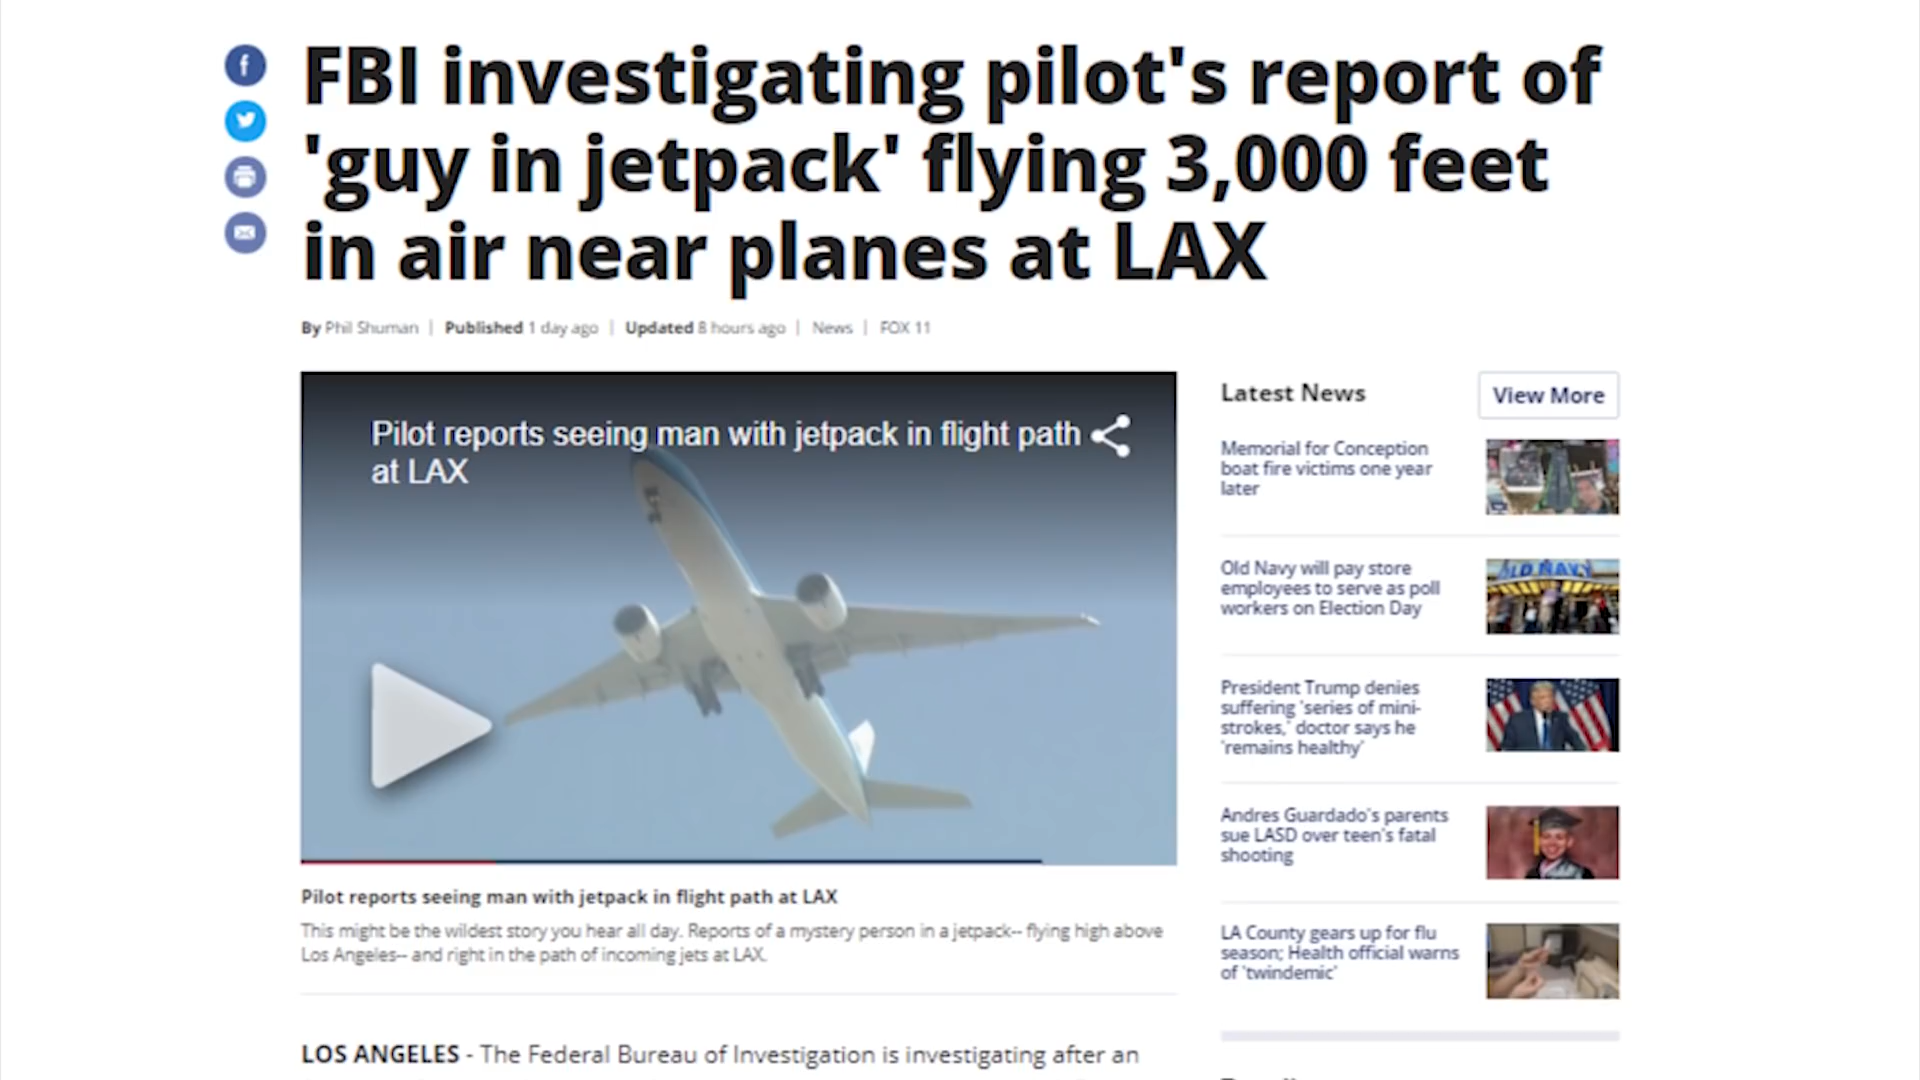 FBI investigating pilot's report of
'guy in jetpack' flying 3,000 feet
in air near planes at LAX
By Phil Shuman | Published 1 day ago | Updated 8 hours ago | News | FOX 11
Pilot reports seeing man with jetpack in flight path
at LAX
Pilot reports seeing man with jetpack in flight path at LAX
This might be the wildest story you hear all day. Reports of a mystery person in a jetpack-- flying high above
Los Angeles-- and right in the path of incoming jets at LAX.
LOS ANGELES - The Federal Bureau of Investigation is investigating after an
Latest News
View More
Memorial for Conception
boat fire victims one year
later
Old Navy will pay store
employees to serve as poll
workers on Election Day
OLD NAVY
President Trump denies
suffering 'series of mini-
strokes,' doctor says he
'remains healthy'
Andres Guardado's parents
sue LASD over teen's fatal
shooting
LA County gears up for flu
season; Health official warns
of 'twindemic'